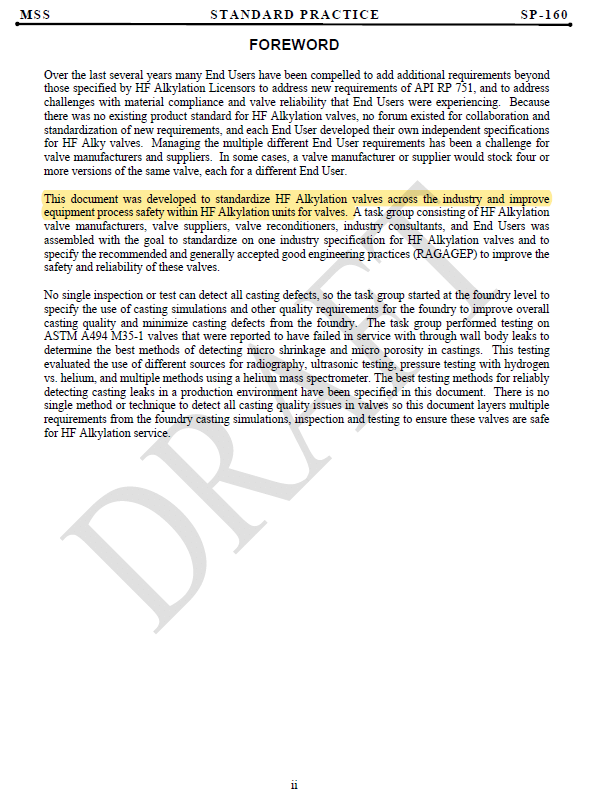 MSS STANDARD PRACTICE SP-160
FOREWORD
Over the last several years many End Users have been compelled to add additional requirements beyond
those specified by HF Alkylation Licensors to address new requirements of API RP 751, and to address
challenges with material compliance and valve reliability that End Users were experiencing. Because
there was no existing product standard for HF Alkylation valves, no forum existed for collaboration and
standardization of new requirements, and each End User developed their own independent specifications
for HF Alky valves. Managing the multiple different End User requirements has been a challenge for
valve manufacturers and suppliers. In some cases, a valve manufacturer or supplier would stock four or
more versions of the same valve, each for a different End User.
This document was developed to standardize HF Alkylation valves across the industry and improve
equipment process safety within HF Alkylation units for valves. A task group consisting of HF Alkylation
valve manufacturers, valve suppliers, valve reconditioners, industry consultants, and End Users was
assembled with the goal to standardize on one industry specification for HF Alkylation valves and to
specify the recommended and generally accepted good engineering practices (RAGAGEP) to improve the
safety and reliability of these valves.
No single inspection or test can detect all casting defects, so the task group started at the foundry level to
specify the use of casting simulations and other quality requirements for the foundry to improve overall
casting quality and minimize casting defects from the foundry. The task group performed testing on
ASTM A494 M35-1 valves that were reported to have failed in service with through wall body leaks to
determine the best methods of detecting micro shrinkage and micro porosity in castings. This testing
evaluated the use of different sources for radiography, ultrasonic testing, pressure testing with hydrogen
vs. helium, and multiple methods using a helium mass spectrometer. The best testing methods for reliably
detecting casting leaks in a production environment have been specified in this document. There is no
single method or technique to detect all casting quality issues in valves so this document layers multiple
requirements from the foundry casting simulations, inspection and testing to ensure these valves are safe
for HF Alkylation service.
DRAFT
ii